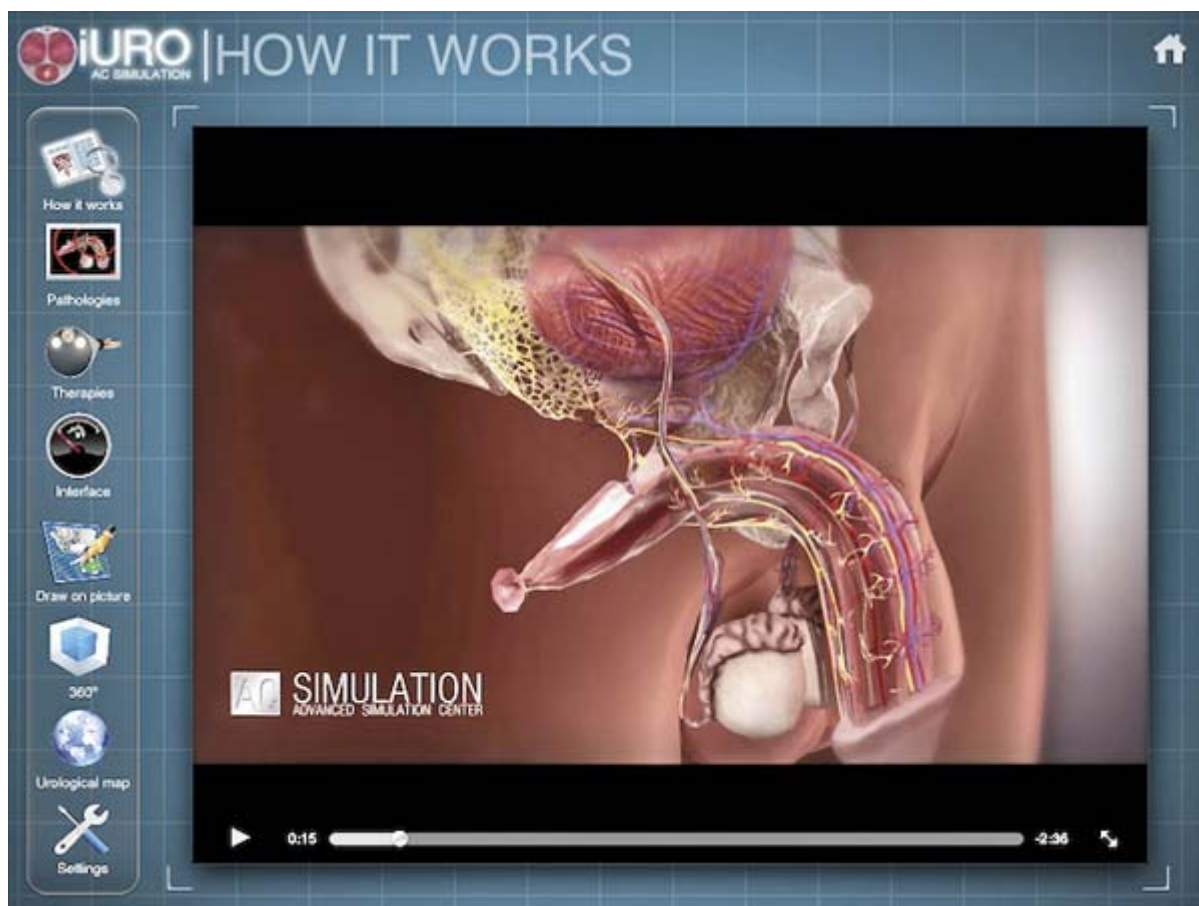 iURO
AC SIMULATION
|HOW IT WORKS
How it works
Pathologies
Therapies
Interface
Draw on picture
360°
Urological map
Settings
AC SIMULATION
ADVANCED SIMULATION CENTER
0:15
-2:36